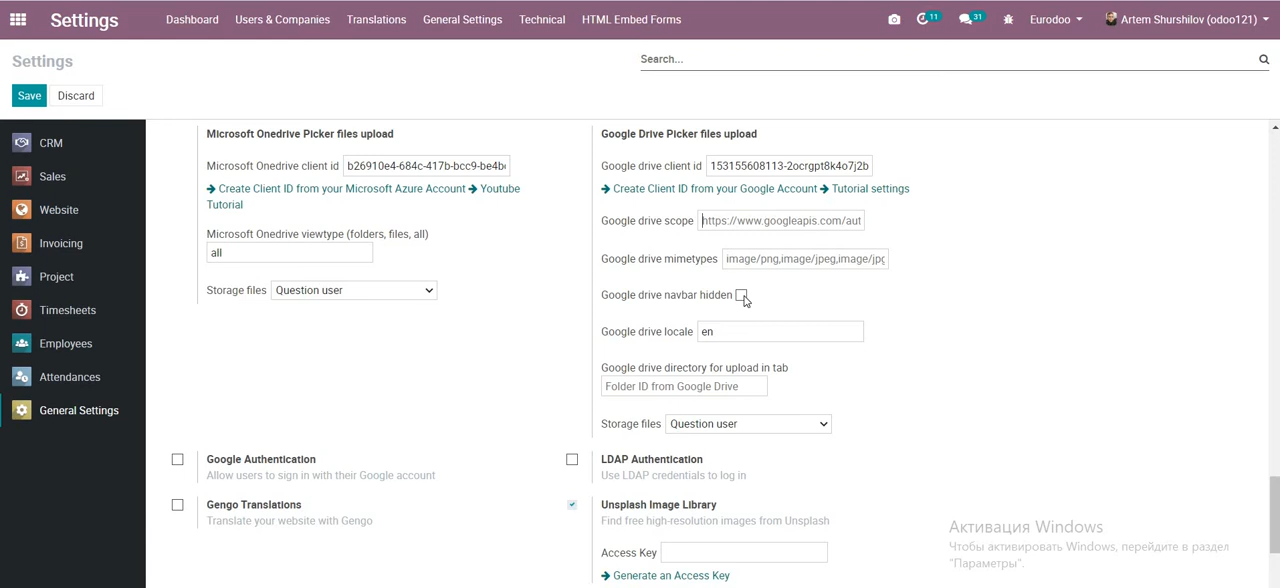 Settings
Dashboard
Users & Companies
Translations
General Settings
Technical
HTML Embed Forms
11
31
Eurodoo
Artem Shurshilov (odoo121)
Settings
Search...
Save
Discard
CRM
Sales
Website
Invoicing
Project
Timesheets
Employees
Attendances
General Settings
Microsoft Onedrive Picker files upload
Microsoft Onedrive client id
b26910e4-684c-417b-bcc9-be4b
Create Client ID from your Microsoft Azure Account
Youtube
Tutorial
Microsoft Onedrive viewtype (folders, files, all)
all
Storage files
Question user
Google Drive Picker files upload
Google drive client id
153155608113-2ocrgpt8k4o7j2b
Create Client ID from your Google Account
Tutorial settings
Google drive scope
https://www.googleapis.com/aut
Google drive mimetypes
image/png,image/jpeg,image/jpg
Google drive navbar hidden
Google drive locale
en
Google drive directory for upload in tab
Folder ID from Google Drive
Storage files
Question user
Google Authentication
Allow users to sign in with their Google account
LDAP Authentication
Use LDAP credentials to log in
Gengo Translations
Translate your website with Gengo
Unsplash Image Library
Find free high-resolution images from Unsplash
Access Key
Generate an Access Key
Активация Windows
Чтобы активировать Windows, перейдите в раздел
"Параметры".